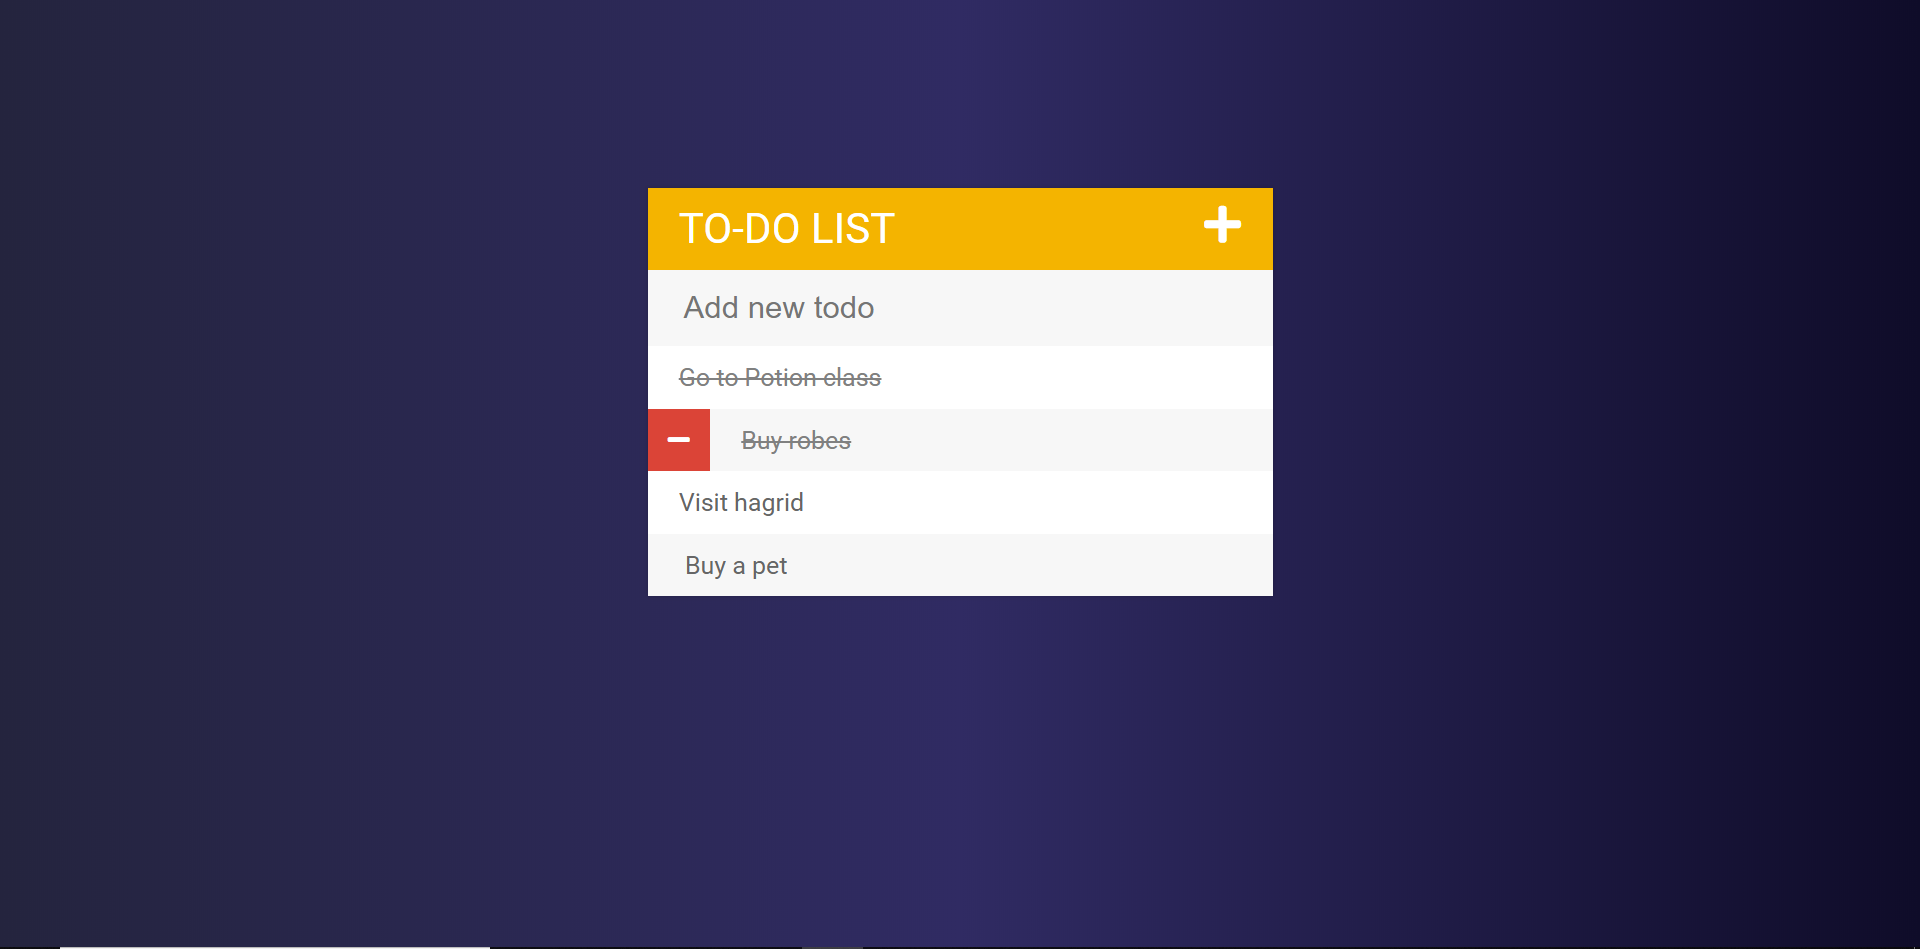 TO-DO LIST
Add new todo
Go to Potion class
Buy robes
Visit hagrid
Buy a pet